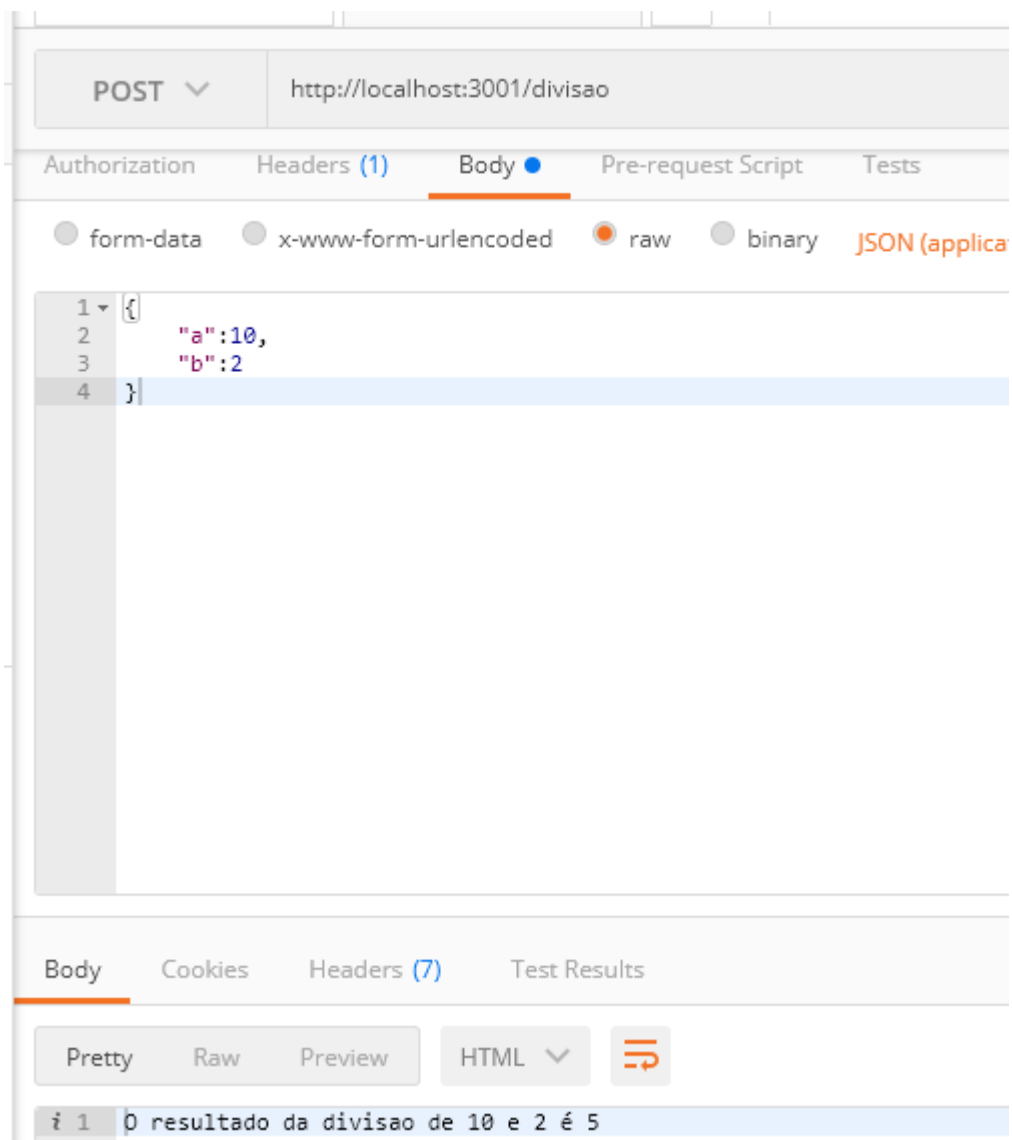 POST http://localhost:3001/divisao
Authorization Headers (1) Body Pre-request Script Tests
form-data x-www-form-urlencoded raw binary JSON (applica
1 {
2 "a":10,
3 "b":2
4 }
Body Cookies Headers (7) Test Results
Pretty Raw Preview HTML
i 1 O resultado da divisao de 10 e 2 é 5